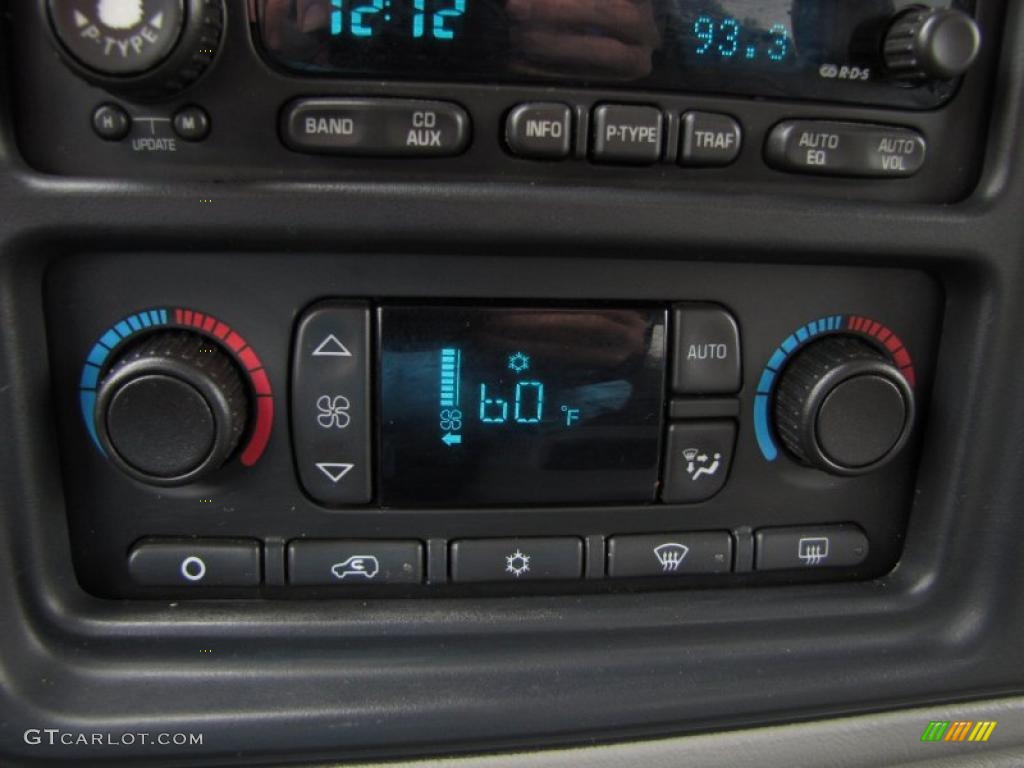 P-TYPE
12:12
93.3
RDS
H M
UPDATE
BAND
CD
AUX
INFO
P-TYPE
TRAF
AUTO
EQ
AUTO
VOL
AUTO
60 °F
GTCARLOT.COM